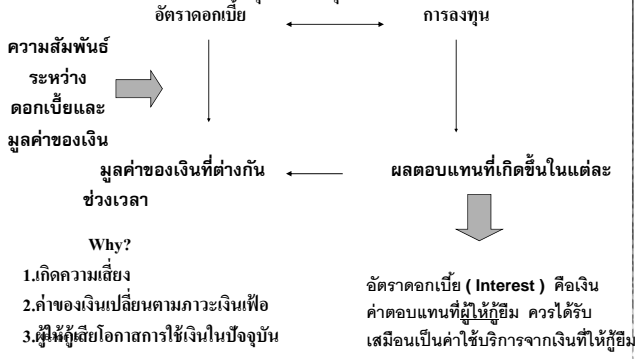 อัตราดอกเบี้ย
การลงทุน
ความสัมพันธ์
ระหว่าง
ดอกเบี้ยและ
มูลค่าของเงิน
มูลค่าของเงินที่ต่างกัน
ช่วงเวลา
ผลตอบแทนที่เกิดขึ้นในแต่ละ
Why?
1.เกิดความเสี่ยง
2.ค่าของเงินเปลี่ยนตามภาวะเงินเฟ้อ
3.ผู้ให้กู้เสียโอกาสการใช้เงินในปัจจุบัน
อัตราดอกเบี้ย ( Interest ) คือเงิน
ค่าตอบแทนที่ผู้ให้กู้ยืม ควรได้รับ
เสมือนเป็นค่าใช้บริการจากเงินที่ให้กู้ยืม